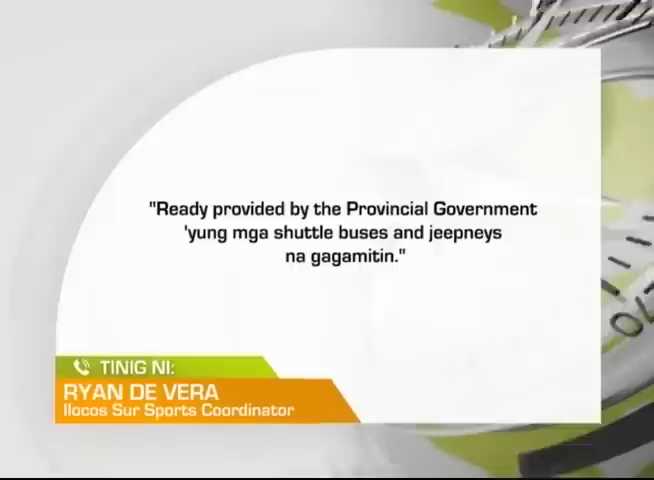 "Ready provided by the Provincial Government
'yung mga shuttle buses and jeepneys
na gagamitin."
TINIG NI:
RYAN DE VERA
Ilocos Sur Sports Coordinator